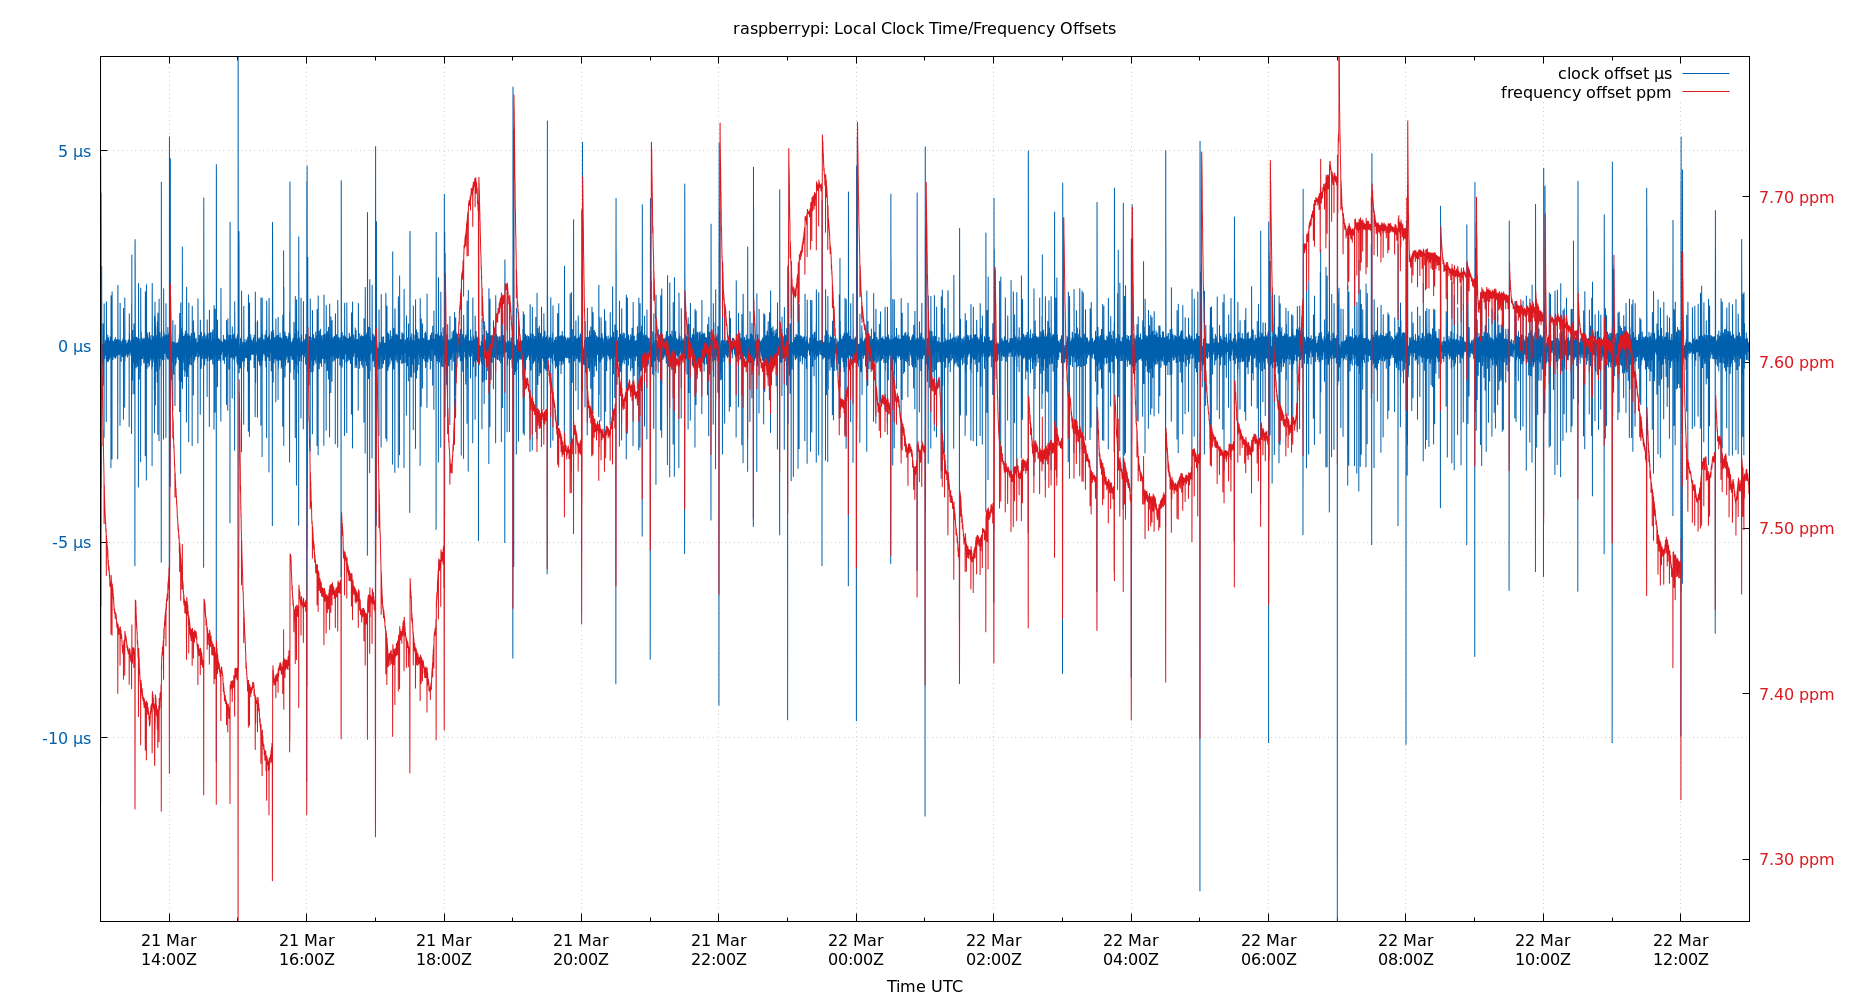 raspberrypi: Local Clock Time/Frequency Offsets
clock offset µs
frequency offset ppm
5 µs
0 µs
-5 µs
-10 µs
7.70 ppm
7.60 ppm
7.50 ppm
7.40 ppm
7.30 ppm
21 Mar 21 Mar 21 Mar 21 Mar 21 Mar 22 Mar 22 Mar 22 Mar 22 Mar 22 Mar 22 Mar 22 Mar
14:00Z 16:00Z 18:00Z 20:00Z 22:00Z 00:00Z 02:00Z 04:00Z 06:00Z 08:00Z 10:00Z 12:00Z
Time UTC